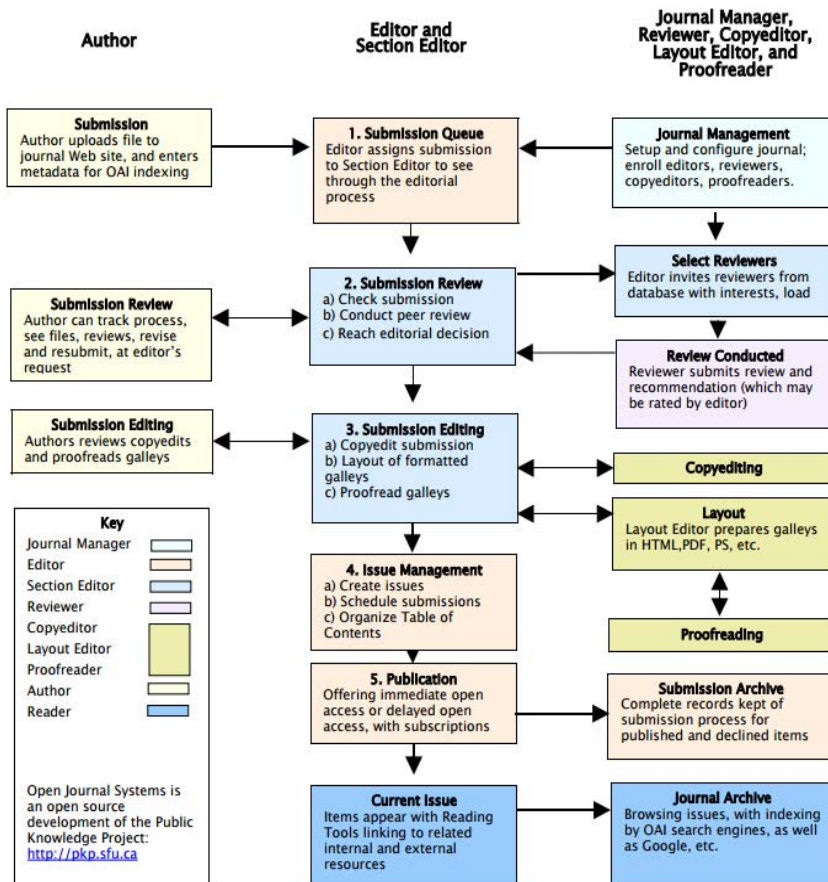 Author
Editor and
Section Editor
Journal Manager,
Reviewer, Copyeditor,
Layout Editor, and
Proofreader
Submission
Author uploads file to
journal Web site, and enters
metadata for OAI indexing
1. Submission Queue
Editor assigns submission
to Section Editor to see
through the editorial
process
Journal Management
Setup and configure journal;
enroll editors, reviewers,
copyeditors, proofreaders.
Submission Review
Author can track process,
see files, reviews, revise
and resubmit, at editor's
request
2. Submission Review
a) Check submission
b) Conduct peer review
c) Reach editorial decision
Select Reviewers
Editor invites reviewers from
database with interests, load
Review Conducted
Reviewer submits review and
recommendation (which may
be rated by editor)
Submission Editing
Authors reviews copyedits
and proofreads galleys
3. Submission Editing
a) Copyedit submission
b) Layout of formatted
galleys
c) Proofread galleys
Copyediting
Layout
Layout Editor prepares galleys
in HTML,PDF, PS, etc.
Proofreading
Key
Journal Manager
Editor
Section Editor
Reviewer
Copyeditor
Layout Editor
Proofreader
Author
Reader
Open Journal Systems is
an open source
development of the Public
Knowledge Project:
http://pkp.sfu.ca
4. Issue Management
a) Create issues
b) Schedule submissions
c) Organize Table of
Contents
5. Publication
Offering immediate open
access or delayed open
access, with subscriptions
Submission Archive
Complete records kept of
submission process for
published and declined items
Current Issue
Items appear with Reading
Tools linking to related
internal and external
resources
Journal Archive
Browsing issues, with indexing
by OAI search engines, as well
as Google, etc.